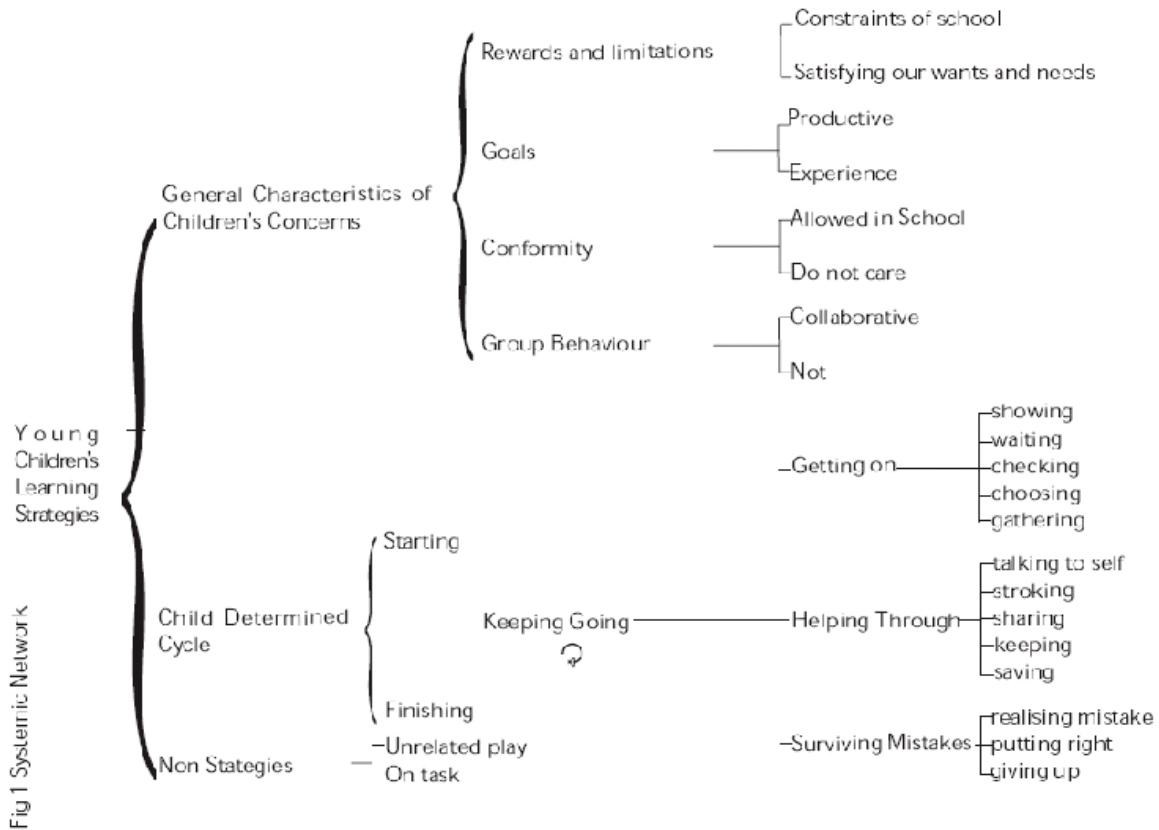 Constraints of school
Rewards and limitations
Satisfying our wants and needs
Productive
Goals
Experience
General Characteristics of
Children's Concerns
Allowed in School
Conformity
Do not care
Collaborative
Group Behaviour
Not
Young
Children's
Learning
Strategies
showing
waiting
Getting on
checking
choosing
gathering
Starting
talking to self
stroking
Child Determined
Cycle
Keeping Going
Helping Through
sharing
keeping
saving
Finishing
realising mistake
Surviving Mistakes
putting right
giving up
Non Stategies
Unrelated play
On task
Fig 1 Systemic Network